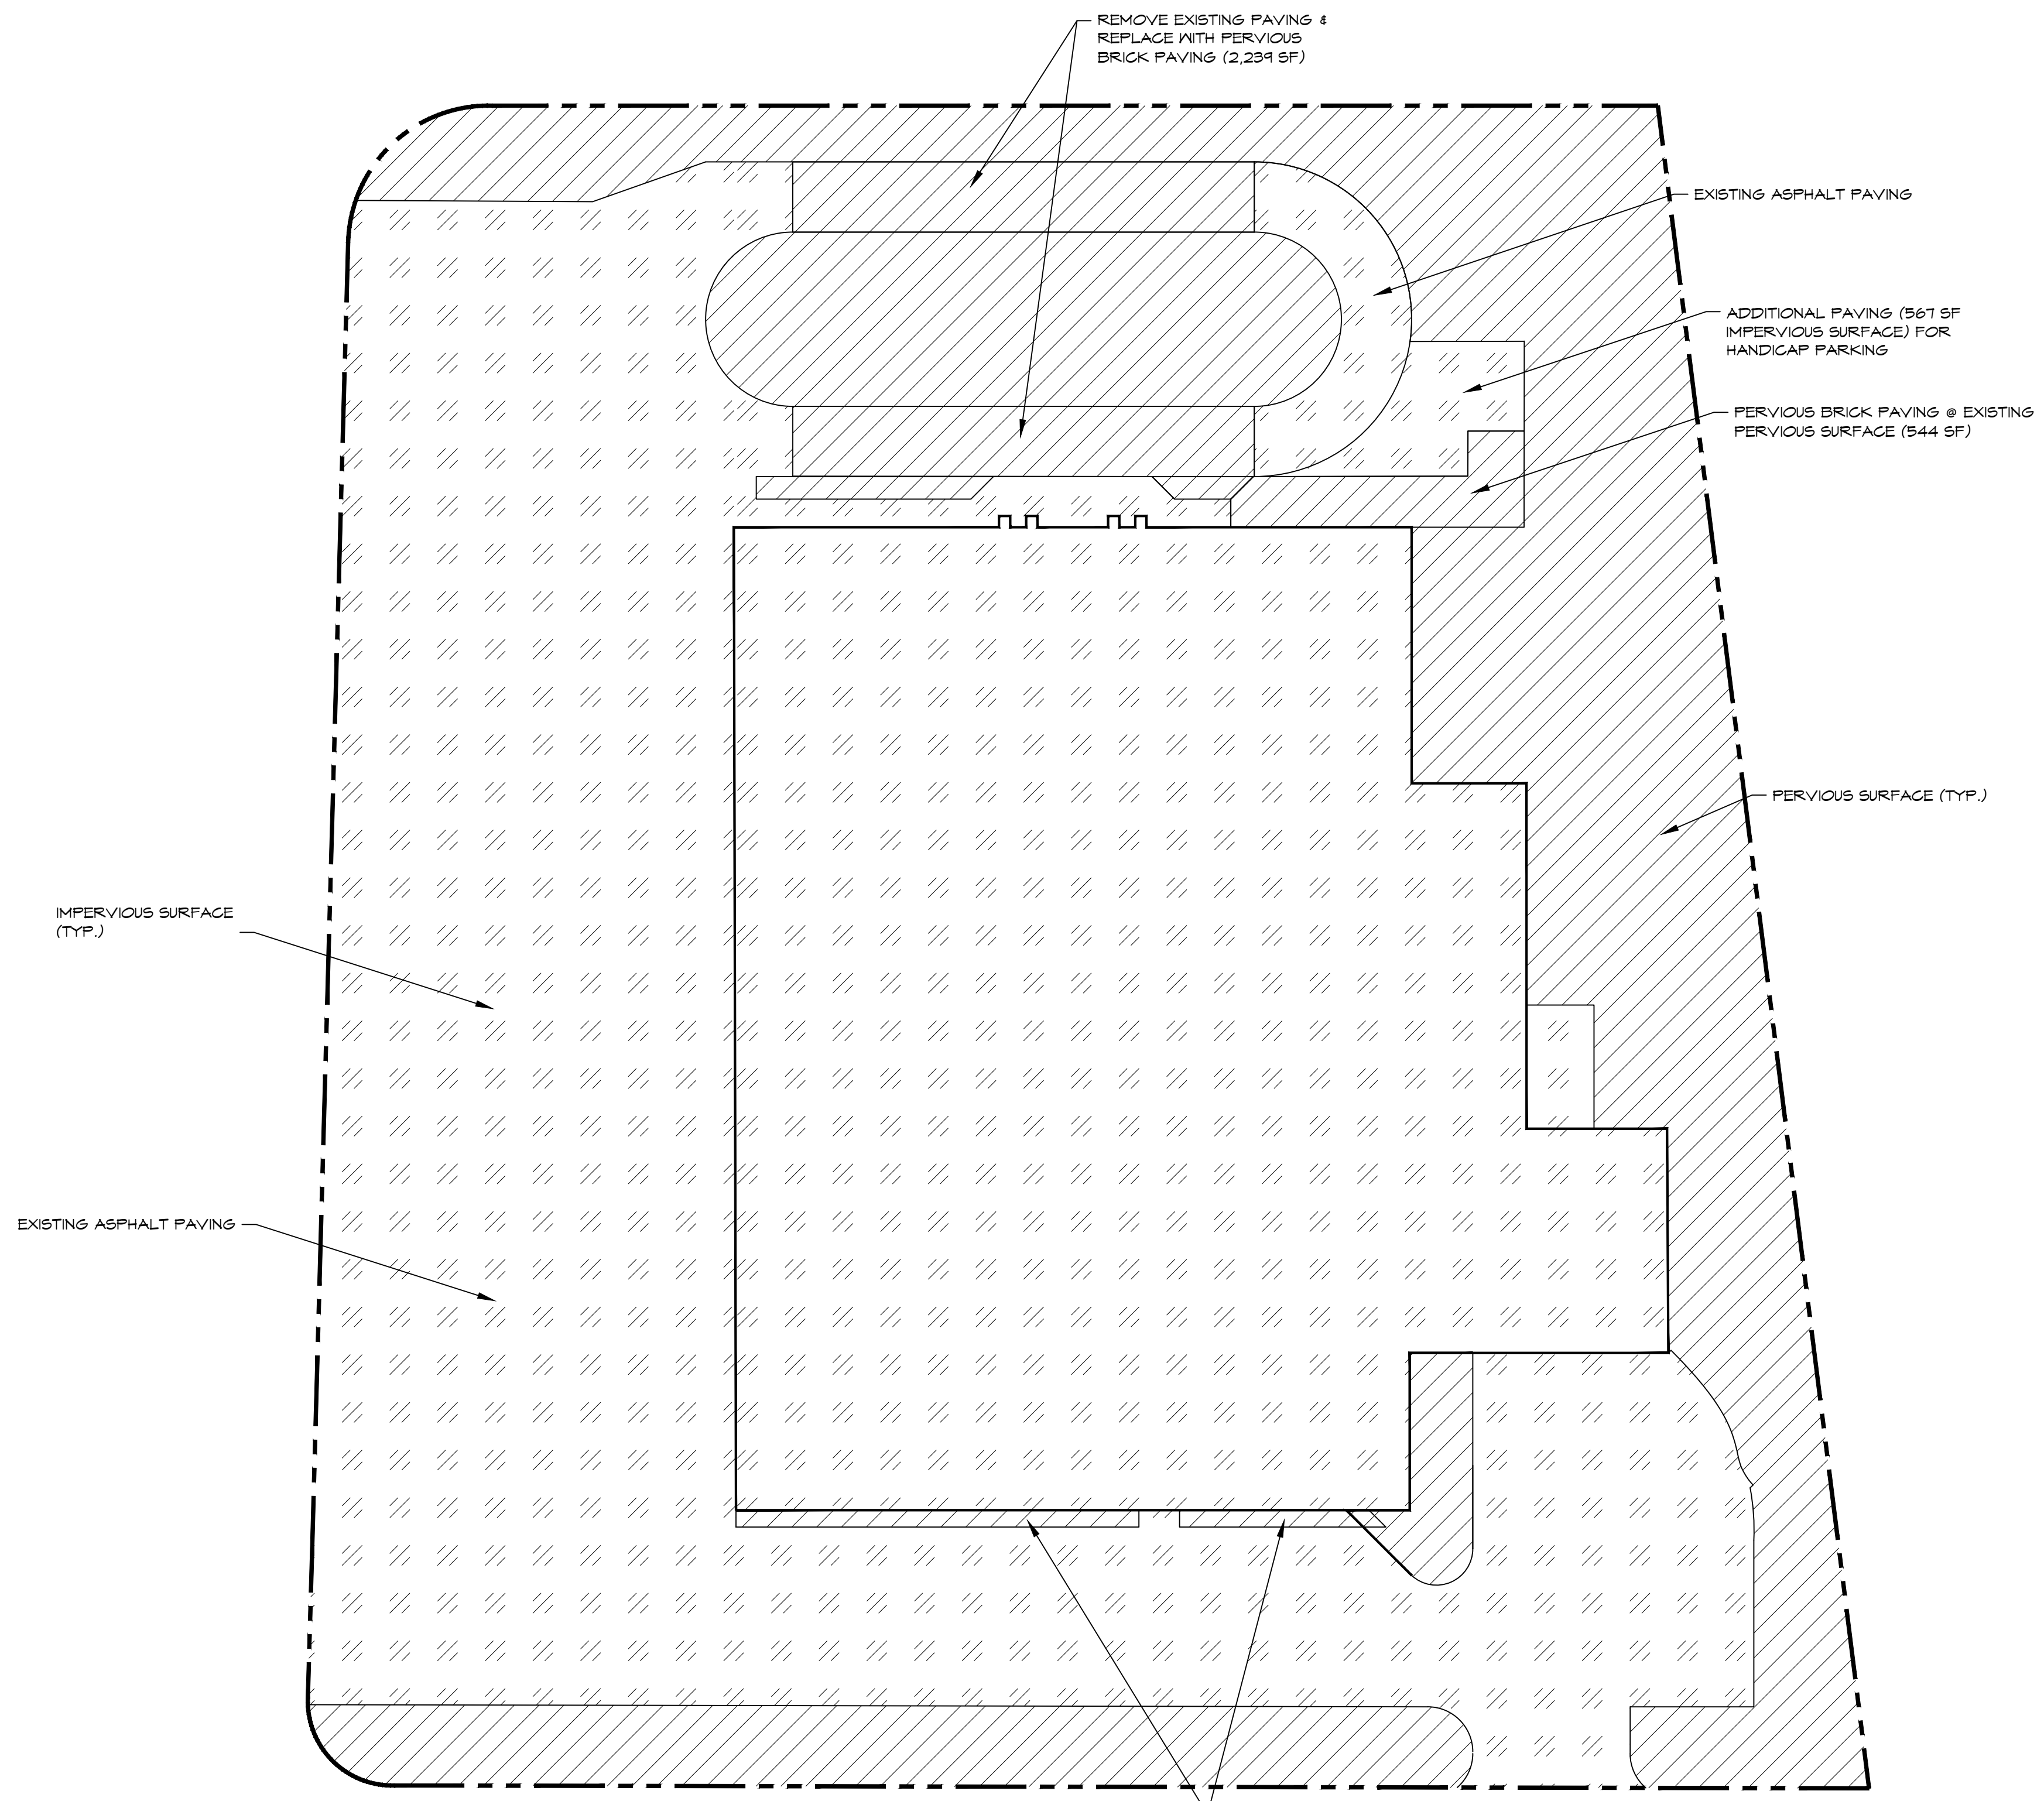 REMOVE EXISTING PAVING &
REPLACE WITH PERVIOUS
BRICK PAVING (2,239 SF)
EXISTING ASPHALT PAVING
ADDITIONAL PAVING (567 SF
IMPERVIOUS SURFACE) FOR
HANDICAP PARKING
PERVIOUS BRICK PAVING @ EXISTING
PERVIOUS SURFACE (544 SF)
PERVIOUS SURFACE (TYP.)
IMPERVIOUS SURFACE
(TYP.)
EXISTING ASPHALT PAVING